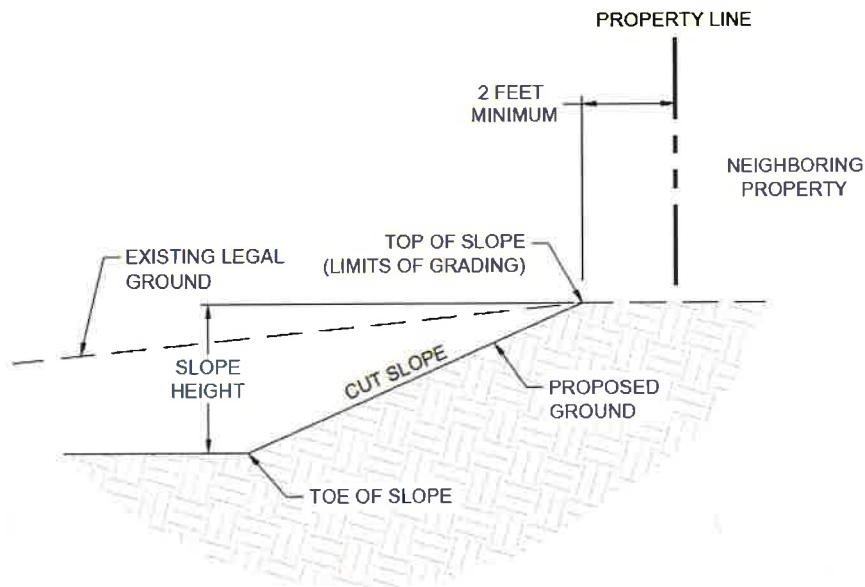 PROPERTY LINE
2 FEET
MINIMUM
NEIGHBORING
PROPERTY
TOP OF SLOPE
(LIMITS OF GRADING)
EXISTING LEGAL
GROUND
SLOPE
HEIGHT
CUT SLOPE
PROPOSED
GROUND
TOE OF SLOPE